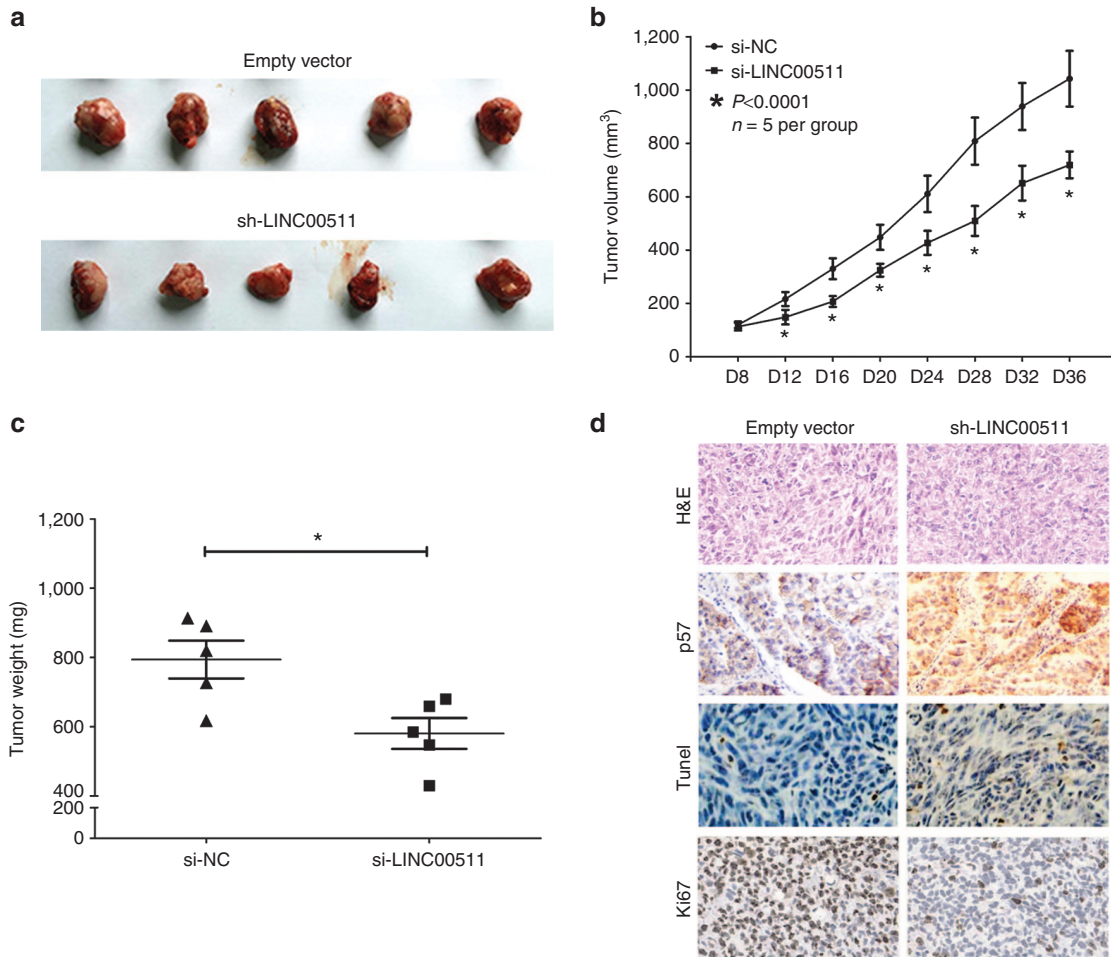 a
Empty vector
sh-LINC00511
b
1,200
1,000
800
600
400
200
0
Tumor volume (mm³)
si-NC
si-LINC00511
* P<0.0001
n = 5 per group
* * * * * * *
D8 D12 D16 D20 D24 D28 D32 D36
c
1,200
1,000
800
600
400
200
0
Tumor weight (mg)
*
si-NC si-LINC00511
d
Empty vector sh-LINC00511
H&E
p57
Tunel
Ki67